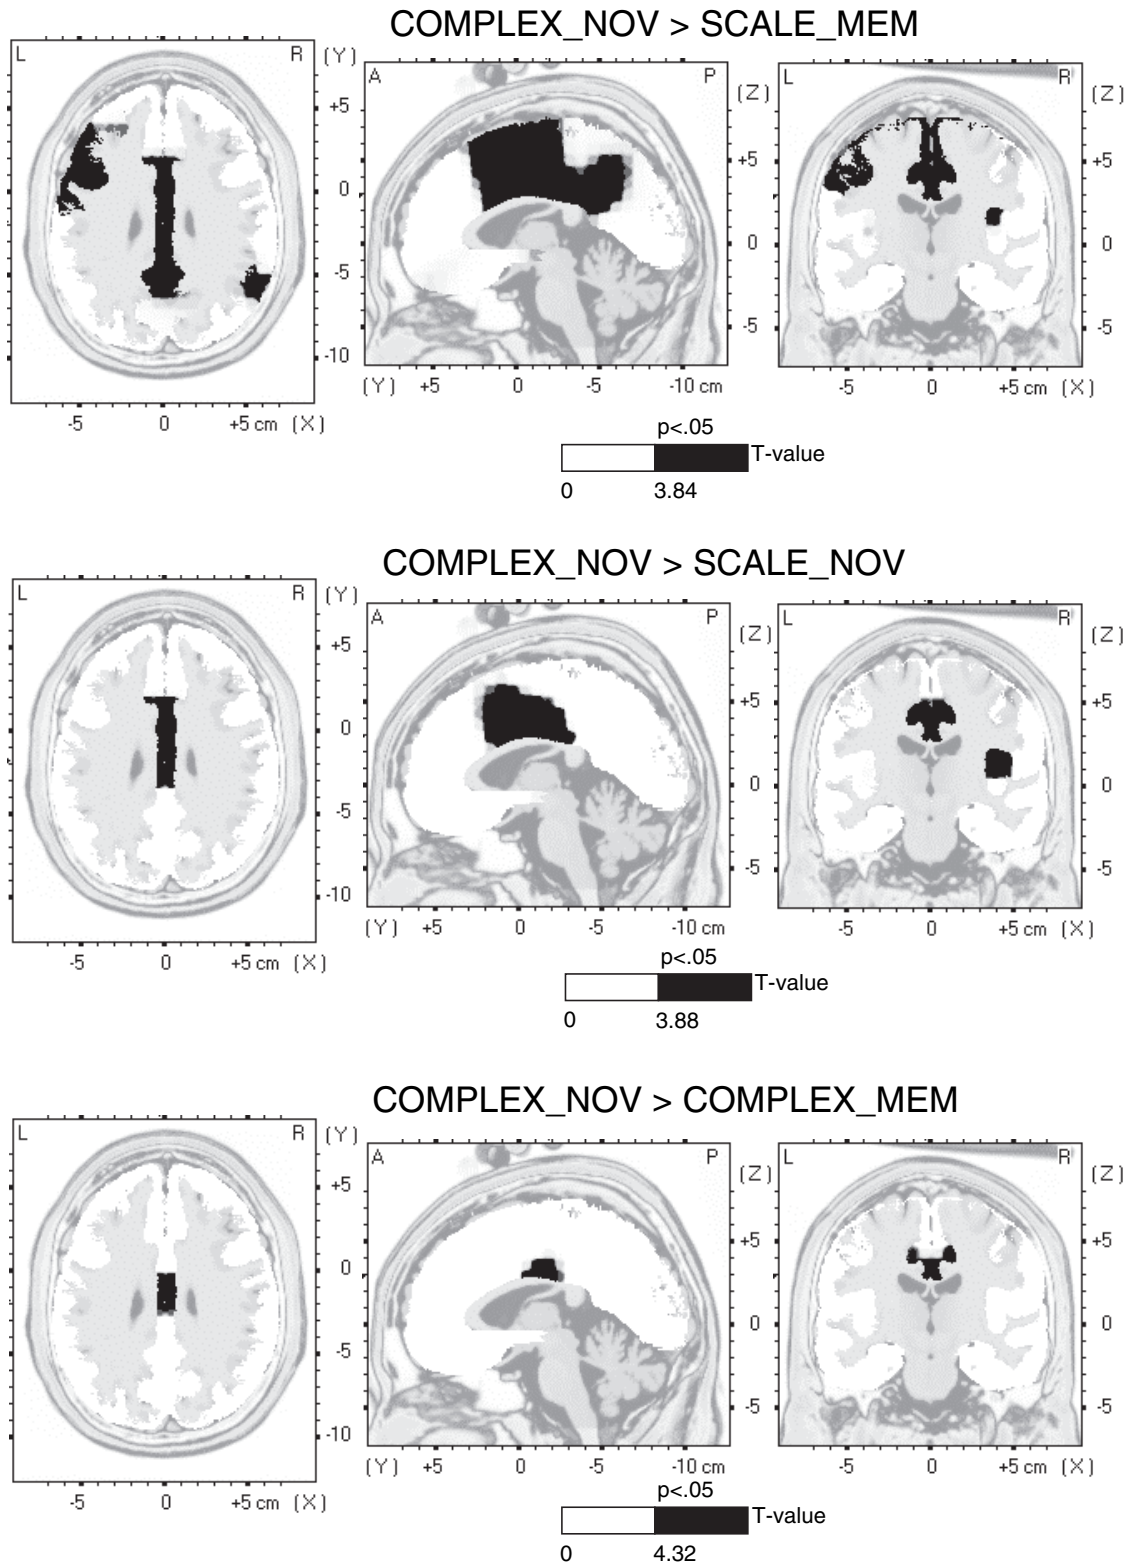 COMPLEX_NOV > SCALE_MEM
L R (Y) A P (Z) L R (Z)
+5 0 -5 -10
+5 0 -5
+5 0 -5
-5 0 +5 cm (X)
(Y) +5 0 -5 -10 cm
-5 0 +5 cm (X)
p<.05
T-value
0 3.84
COMPLEX_NOV > SCALE_NOV
L R (Y) A P (Z) L R (Z)
+5 0 -5 -10
+5 0 -5
+5 0 -5
-5 0 +5 cm (X)
(Y) +5 0 -5 -10 cm
-5 0 +5 cm (X)
p<.05
T-value
0 3.88
COMPLEX_NOV > COMPLEX_MEM
L R (Y) A P (Z) L R (Z)
+5 0 -5 -10
+5 0 -5
+5 0 -5
-5 0 +5 cm (X)
(Y) +5 0 -5 -10 cm
-5 0 +5 cm (X)
p<.05
T-value
0 4.32